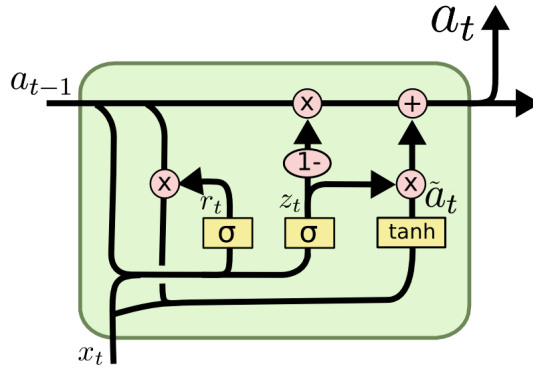 a_t
a_{t-1}
x +
1-
x r_t z_t x ã_t
σ σ tanh
x_t